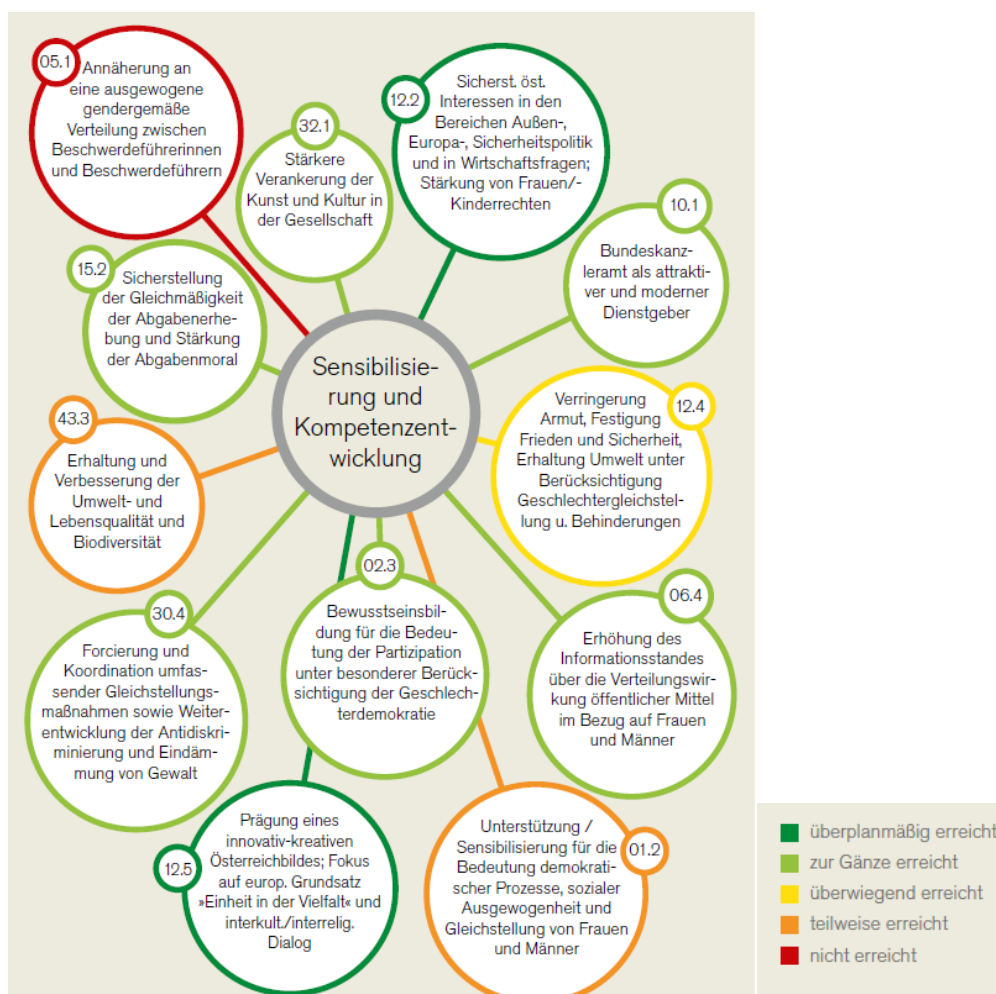 05.1
Annäherung an
eine ausgewogene
gendergemäße
Verteilung zwischen
Beschwerdeführerinnen
und Beschwerdeführern
32.1
Stärkere
Verankerung der
Kunst und Kultur in
der Gesellschaft
12.2
Sicherst. öst.
Interessen in den
Bereichen Außen-,
Europa-, Sicherheitspolitik
und in Wirtschaftsfragen;
Stärkung von Frauen/-
Kinderrechten
10.1
Bundeskanz-
leramt als attrakti-
ver und moderner
Dienstgeber
15.2
Sicherstellung
der Gleichmäßigkeit
der Abgabenerhe-
bung und Stärkung
der Abgabenmoral
Sensibilisie-
rung und
Kompetenzent-
wicklung
12.4
Verringerung
Armut, Festigung
Frieden und Sicherheit,
Erhaltung Umwelt unter
Berücksichtigung
Geschlechtergleichstel-
lung u. Behinderungen
43.3
Erhaltung und
Verbesserung der
Umwelt- und
Lebensqualität und
Biodiversität
02.3
Bewusstseinsbil-
dung für die Bedeu-
tung der Partizipation
unter besonderer Berück-
sichtigung der Geschlech-
terdemokratie
06.4
Erhöhung des
Informationsstandes
über die Verteilungswir-
kung öffentlicher Mittel
im Bezug auf Frauen
und Männer
30.4
Forcierung und
Koordination umfas-
sender Gleichstellungs-
maßnahmen sowie Weiter-
entwicklung der Antidiskri-
minierung und Eindäm-
mung von Gewalt
12.5
Prägung eines
innovativ-kreativen
Österreichbildes; Fokus
auf europ. Grundsatz
»Einheit in der Vielfalt« und
interkult./interrelig.
Dialog
01.2
Unterstützung /
Sensibilisierung für die
Bedeutung demokrati-
scher Prozesse, sozialer
Ausgewogenheit und
Gleichstellung von Frauen
und Männer
überplanmäßig erreicht
zur Gänze erreicht
überwiegend erreicht
teilweise erreicht
nicht erreicht